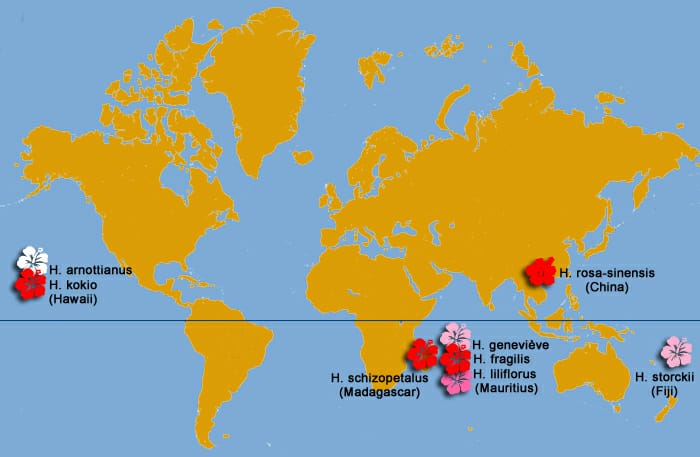 H. arnottianus
H. kokio
(Hawaii)
H. rosa-sinensis
(China)
H. geneviève
H. fragilis
H. liliflorus
(Mauritius)
H. schizopetalus
(Madagascar)
H. storckii
(Fiji)